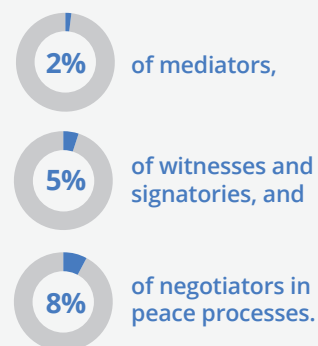 2%
of mediators,
5%
of witnesses and
signatories, and
8%
of negotiators in
peace processes.